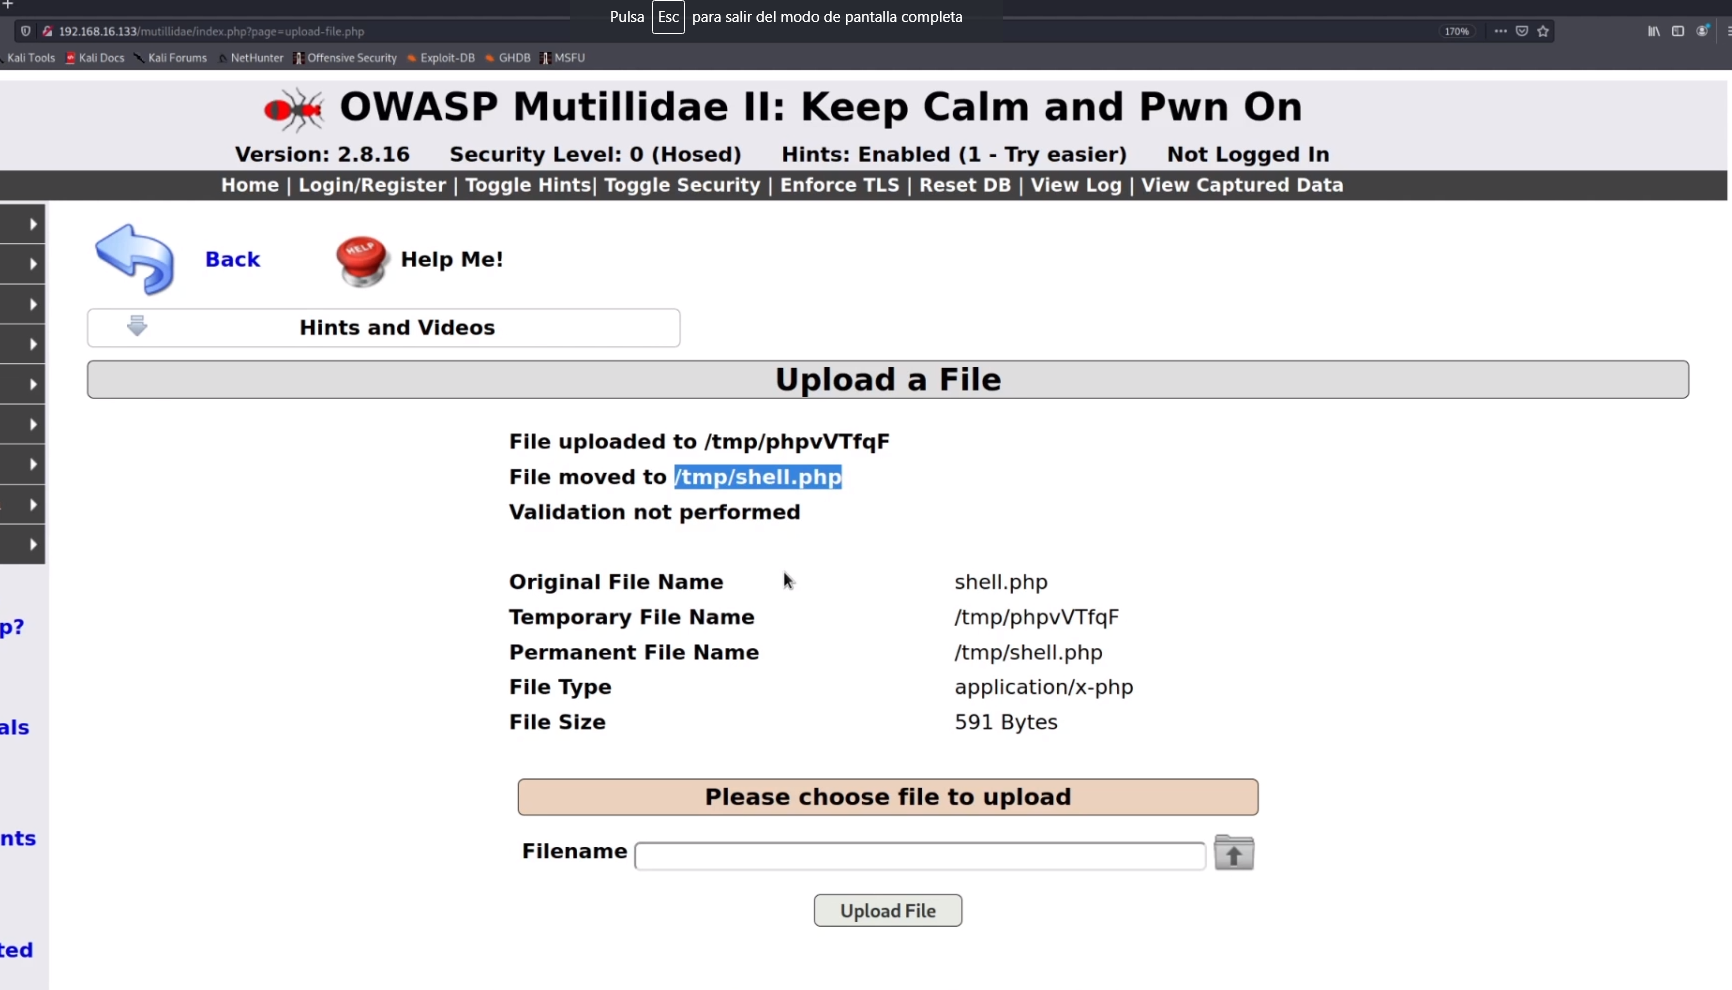 Pulsa Esc para salir del modo de pantalla completa
192.168.16.133/mutillidae/index.php?page=upload-file.php
170%
Kali Tools Kali Docs Kali Forums NetHunter Offensive Security Exploit-DB GHDB MSFU
OWASP Mutillidae II: Keep Calm and Pwn On
Version: 2.8.16 Security Level: 0 (Hosed) Hints: Enabled (1 - Try easier) Not Logged In
Home | Login/Register | Toggle Hints| Toggle Security | Enforce TLS | Reset DB | View Log | View Captured Data
Back
HELP
Help Me!
Hints and Videos
Upload a File
File uploaded to /tmp/phpvVTfqF
File moved to /tmp/shell.php
Validation not performed
Original File Name shell.php
Temporary File Name /tmp/phpvVTfqF
Permanent File Name /tmp/shell.php
File Type application/x-php
File Size 591 Bytes
Please choose file to upload
Filename
Upload File
p?
als
nts
ted